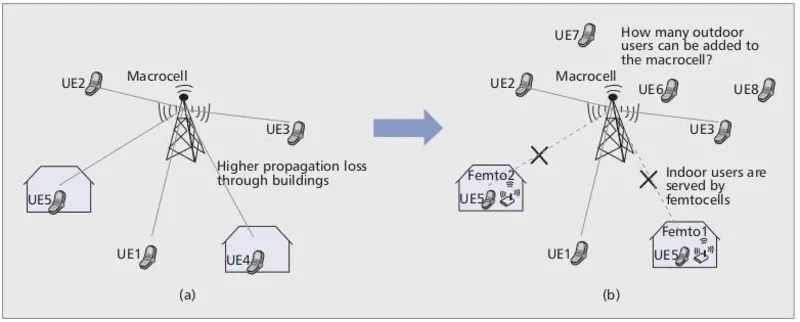 UE2
Macrocell
UE3
Higher propagation loss
through buildings
UE5
UE1
UE4
(a)
UE7
How many outdoor
users can be added to
the macrocell?
UE2
Macrocell
UE6
UE8
UE3
Femto2
UE5
Indoor users are
served by
femtocells
Femto1
UE1
UE5
(b)